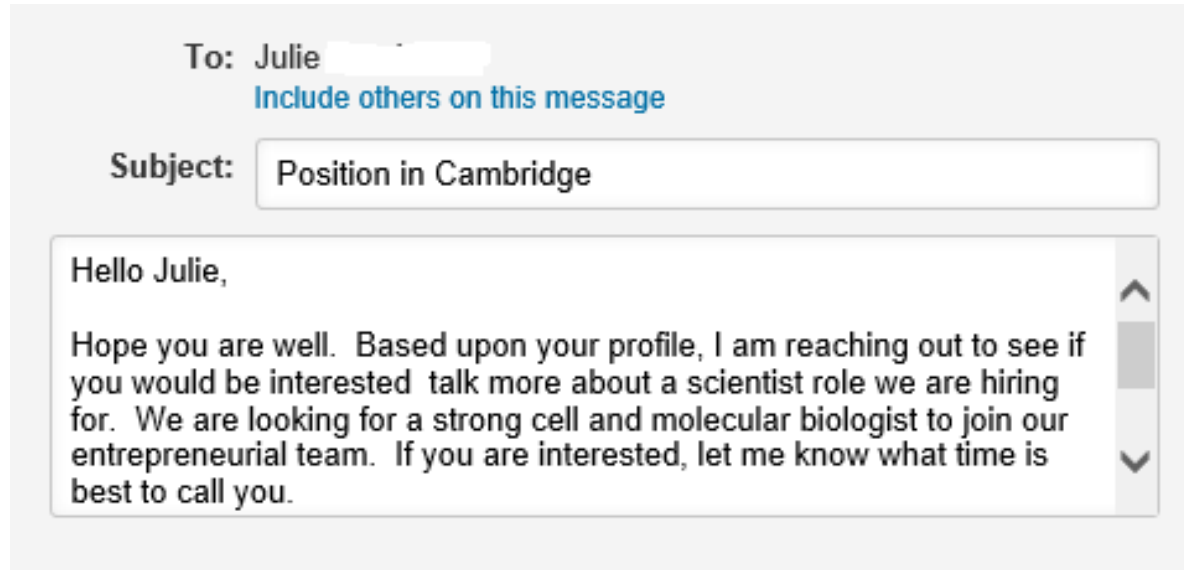 To: Julie
Include others on this message
Subject: Position in Cambridge
Hello Julie,
Hope you are well.  Based upon your profile, I am reaching out to see if
you would be interested  talk more about a scientist role we are hiring
for.  We are looking for a strong cell and molecular biologist to join our
entrepreneurial team.  If you are interested, let me know what time is
best to call you.